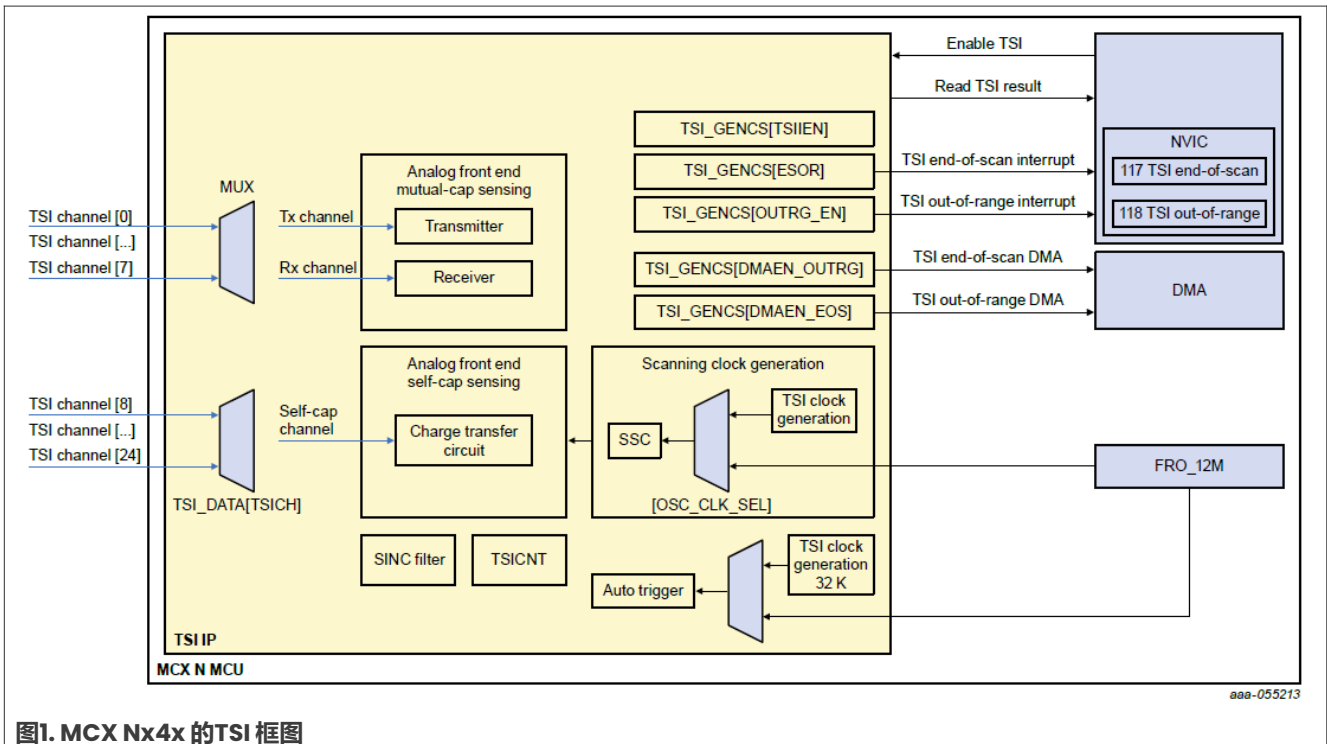 Enable TSI
Read TSI result
TSI_GENCS[TSIIEN]
NVIC
TSI_GENCS[ESOR]
TSI end-of-scan interrupt
117 TSI end-of-scan
TSI_GENCS[OUTRG_EN]
TSI out-of-range interrupt
118 TSI out-of-range
TSI_GENCS[DMAEN_OUTRG]
TSI end-of-scan DMA
TSI_GENCS[DMAEN_EOS]
TSI out-of-range DMA
DMA
MUX
Analog front end
mutual-cap sensing
TSI channel [0]
TSI channel [...]
TSI channel [7]
Tx channel
Transmitter
Rx channel
Receiver
Analog front end
self-cap sensing
Scanning clock generation
TSI channel [8]
TSI channel [...]
TSI channel [24]
Self-cap
channel
Charge transfer
circuit
SSC
TSI clock
generation
FRO_12M
TSI_DATA[TSICH]
[OSC_CLK_SEL]
SINC filter
TSICNT
Auto trigger
TSI clock
generation
32 K
TSI IP
MCX N MCU
aaa-055213
图1. MCX Nx4x 的TSI 框图